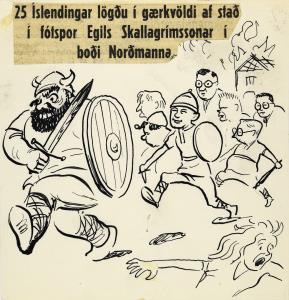 25 Íslendingar lögðu í gærkvöldi af stað
í fótspor Egils Skallagrímssonar í
boði Norðmanna